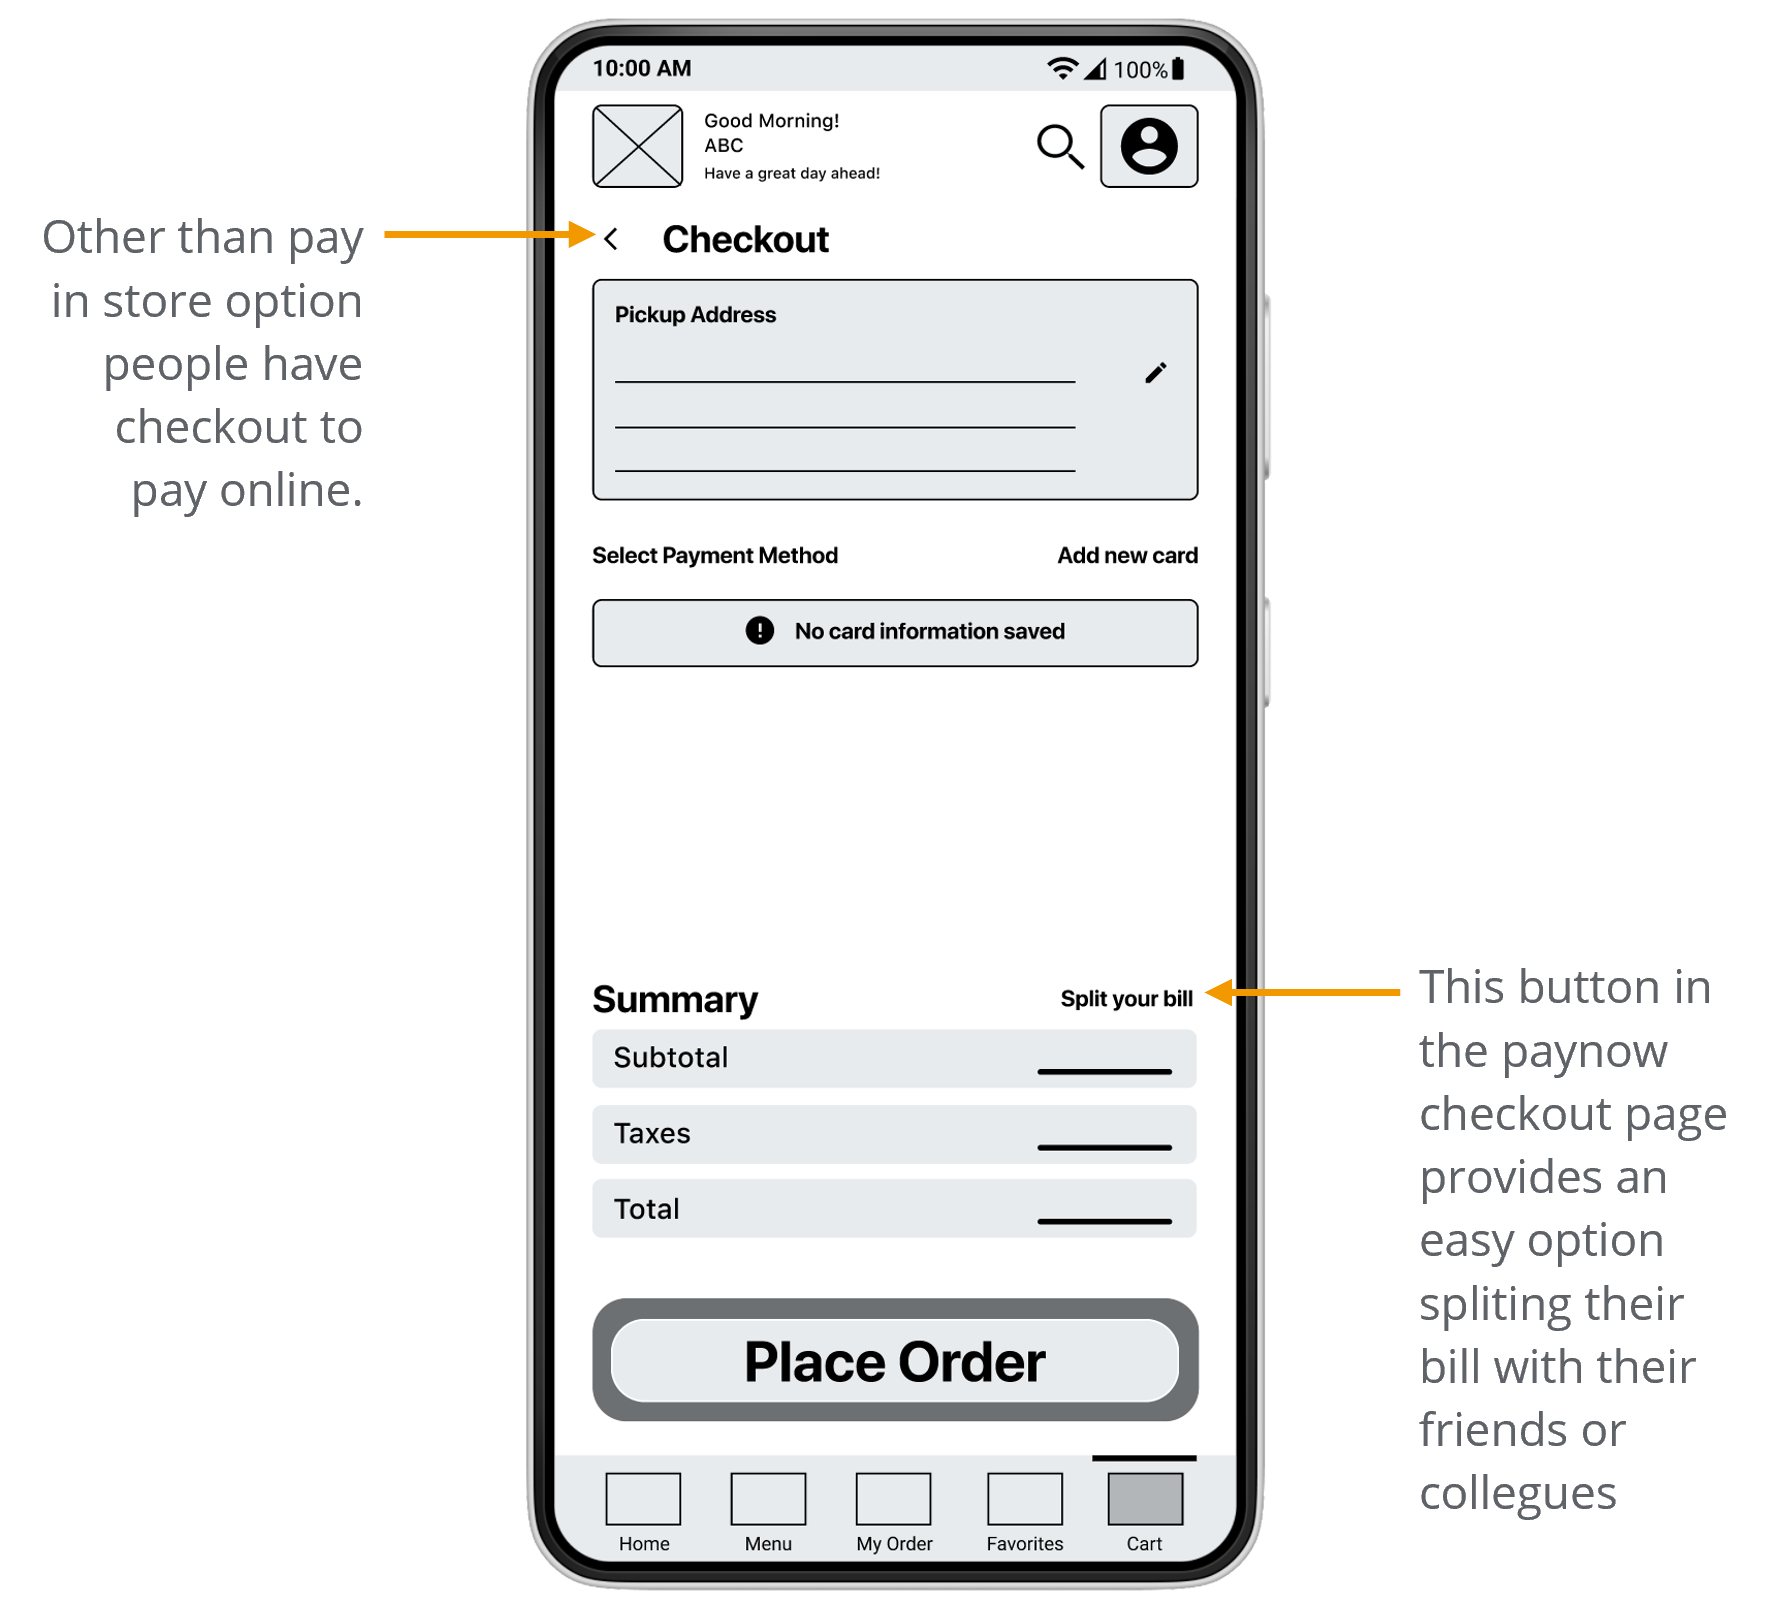 10:00 AM
100%
Good Morning!
ABC
Have a great day ahead!
Other than pay
in store option
people have
checkout to
pay online.
Checkout
Pickup Address
Select Payment Method
Add new card
No card information saved
Summary
Split your bill
This button in
the paynow
checkout page
provides an
easy option
spliting their
bill with their
friends or
collegues
Subtotal
Taxes
Total
Place Order
Home
Menu
My Order
Favorites
Cart